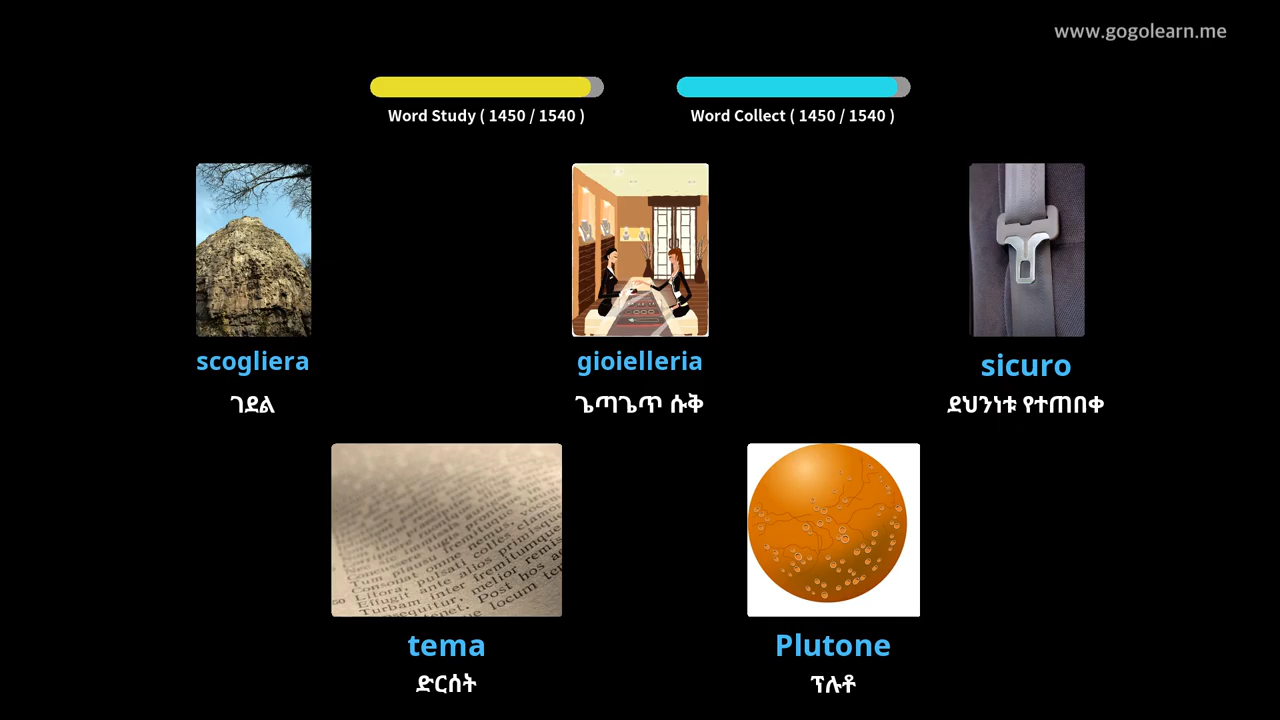 www.gogolearn.me
Word Study ( 1450 / 1540 )
Word Collect ( 1450 / 1540 )
scogliera
gioielleria
sicuro
ገደል
ጌጣጌጥ ሱቅ
ደህንነቱ የተጠበቀ
tema
Plutone
ድርሰት
ፕሉቶ